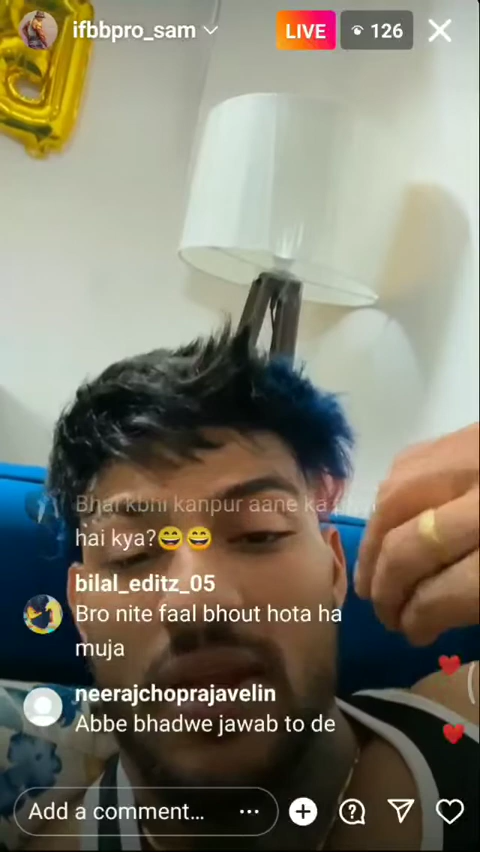 ifbbpro_sam
LIVE
126
Bhai kbhi kanpur aane ka plan
hai kya?😄😄
bilal_editz_05
Bro nite faal bhout hota ha
muja
neerajchoprajavelin
Abbe bhadwe jawab to de
Add a comment...